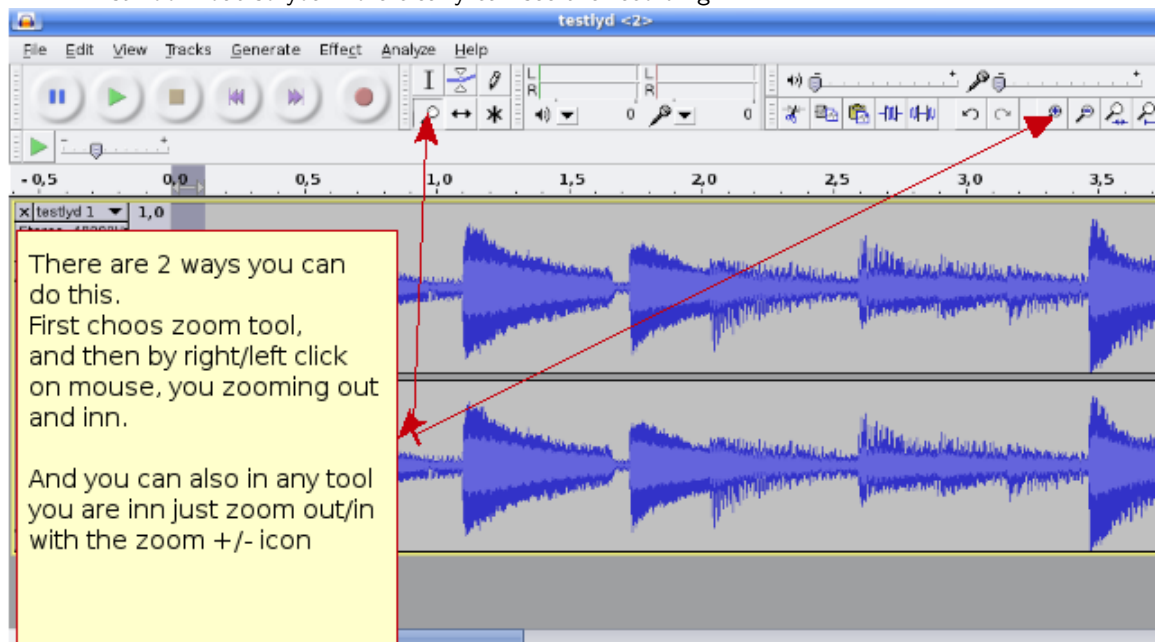 testlyd <2>
File Edit View Tracks Generate Effect Analyze Help
L
R
L
R
0
0
- 0,5 0,0 0,5 1,0 1,5 2,0 2,5 3,0 3,5
x testlyd 1 1,0
There are 2 ways you can
do this.
First choos zoom tool,
and then by right/left click
on mouse, you zooming out
and inn.
And you can also in any tool
you are inn just zoom out/in
with the zoom +/- icon